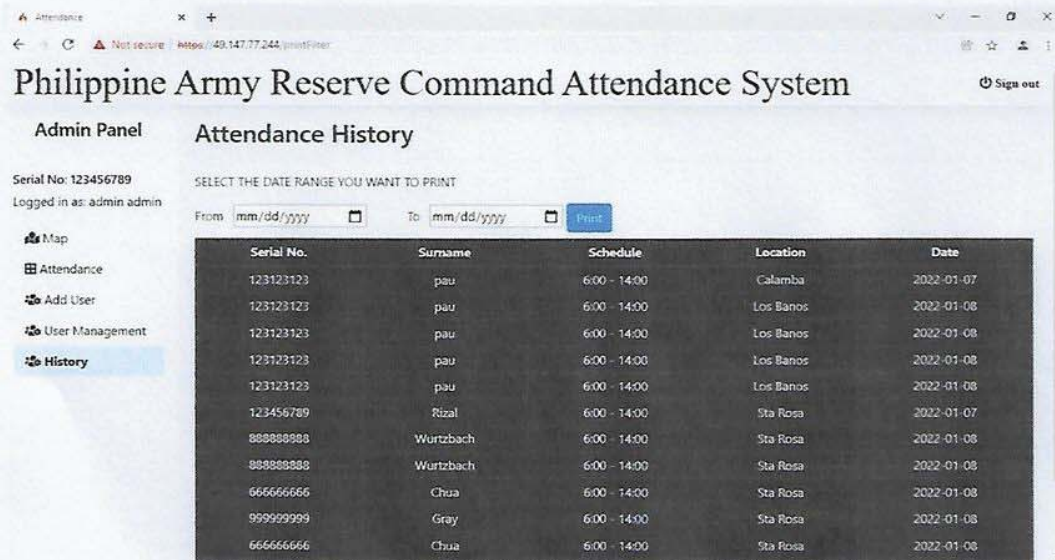 Attendance
Not secure https://49.147.77.244/printFilter
Philippine Army Reserve Command Attendance System
Sign out
Admin Panel
Serial No: 123456789
Logged in as: admin admin
Map
Attendance
Add User
User Management
History
Attendance History
SELECT THE DATE RANGE YOU WANT TO PRINT
From mm/dd/yyyy To mm/dd/yyyy Print
Serial No. Surname Schedule Location Date
123123123 pau 6:00 - 14:00 Calamba 2022-01-07
123123123 pau 6:00 - 14:00 Los Banos 2022-01-08
123123123 pau 6:00 - 14:00 Los Banos 2022-01-08
123123123 pau 6:00 - 14:00 Los Banos 2022-01-08
123123123 pau 6:00 - 14:00 Los Banos 2022-01-08
123456789 Rizal 6:00 - 14:00 Sta Rosa 2022-01-07
888888888 Wurtzbach 6:00 - 14:00 Sta Rosa 2022-01-08
888888888 Wurtzbach 6:00 - 14:00 Sta Rosa 2022-01-08
666666666 Chua 6:00 - 14:00 Sta Rosa 2022-01-08
999999999 Gray 6:00 - 14:00 Sta Rosa 2022-01-08
666666666 Chua 6:00 - 14:00 Sta Rosa 2022-01-08